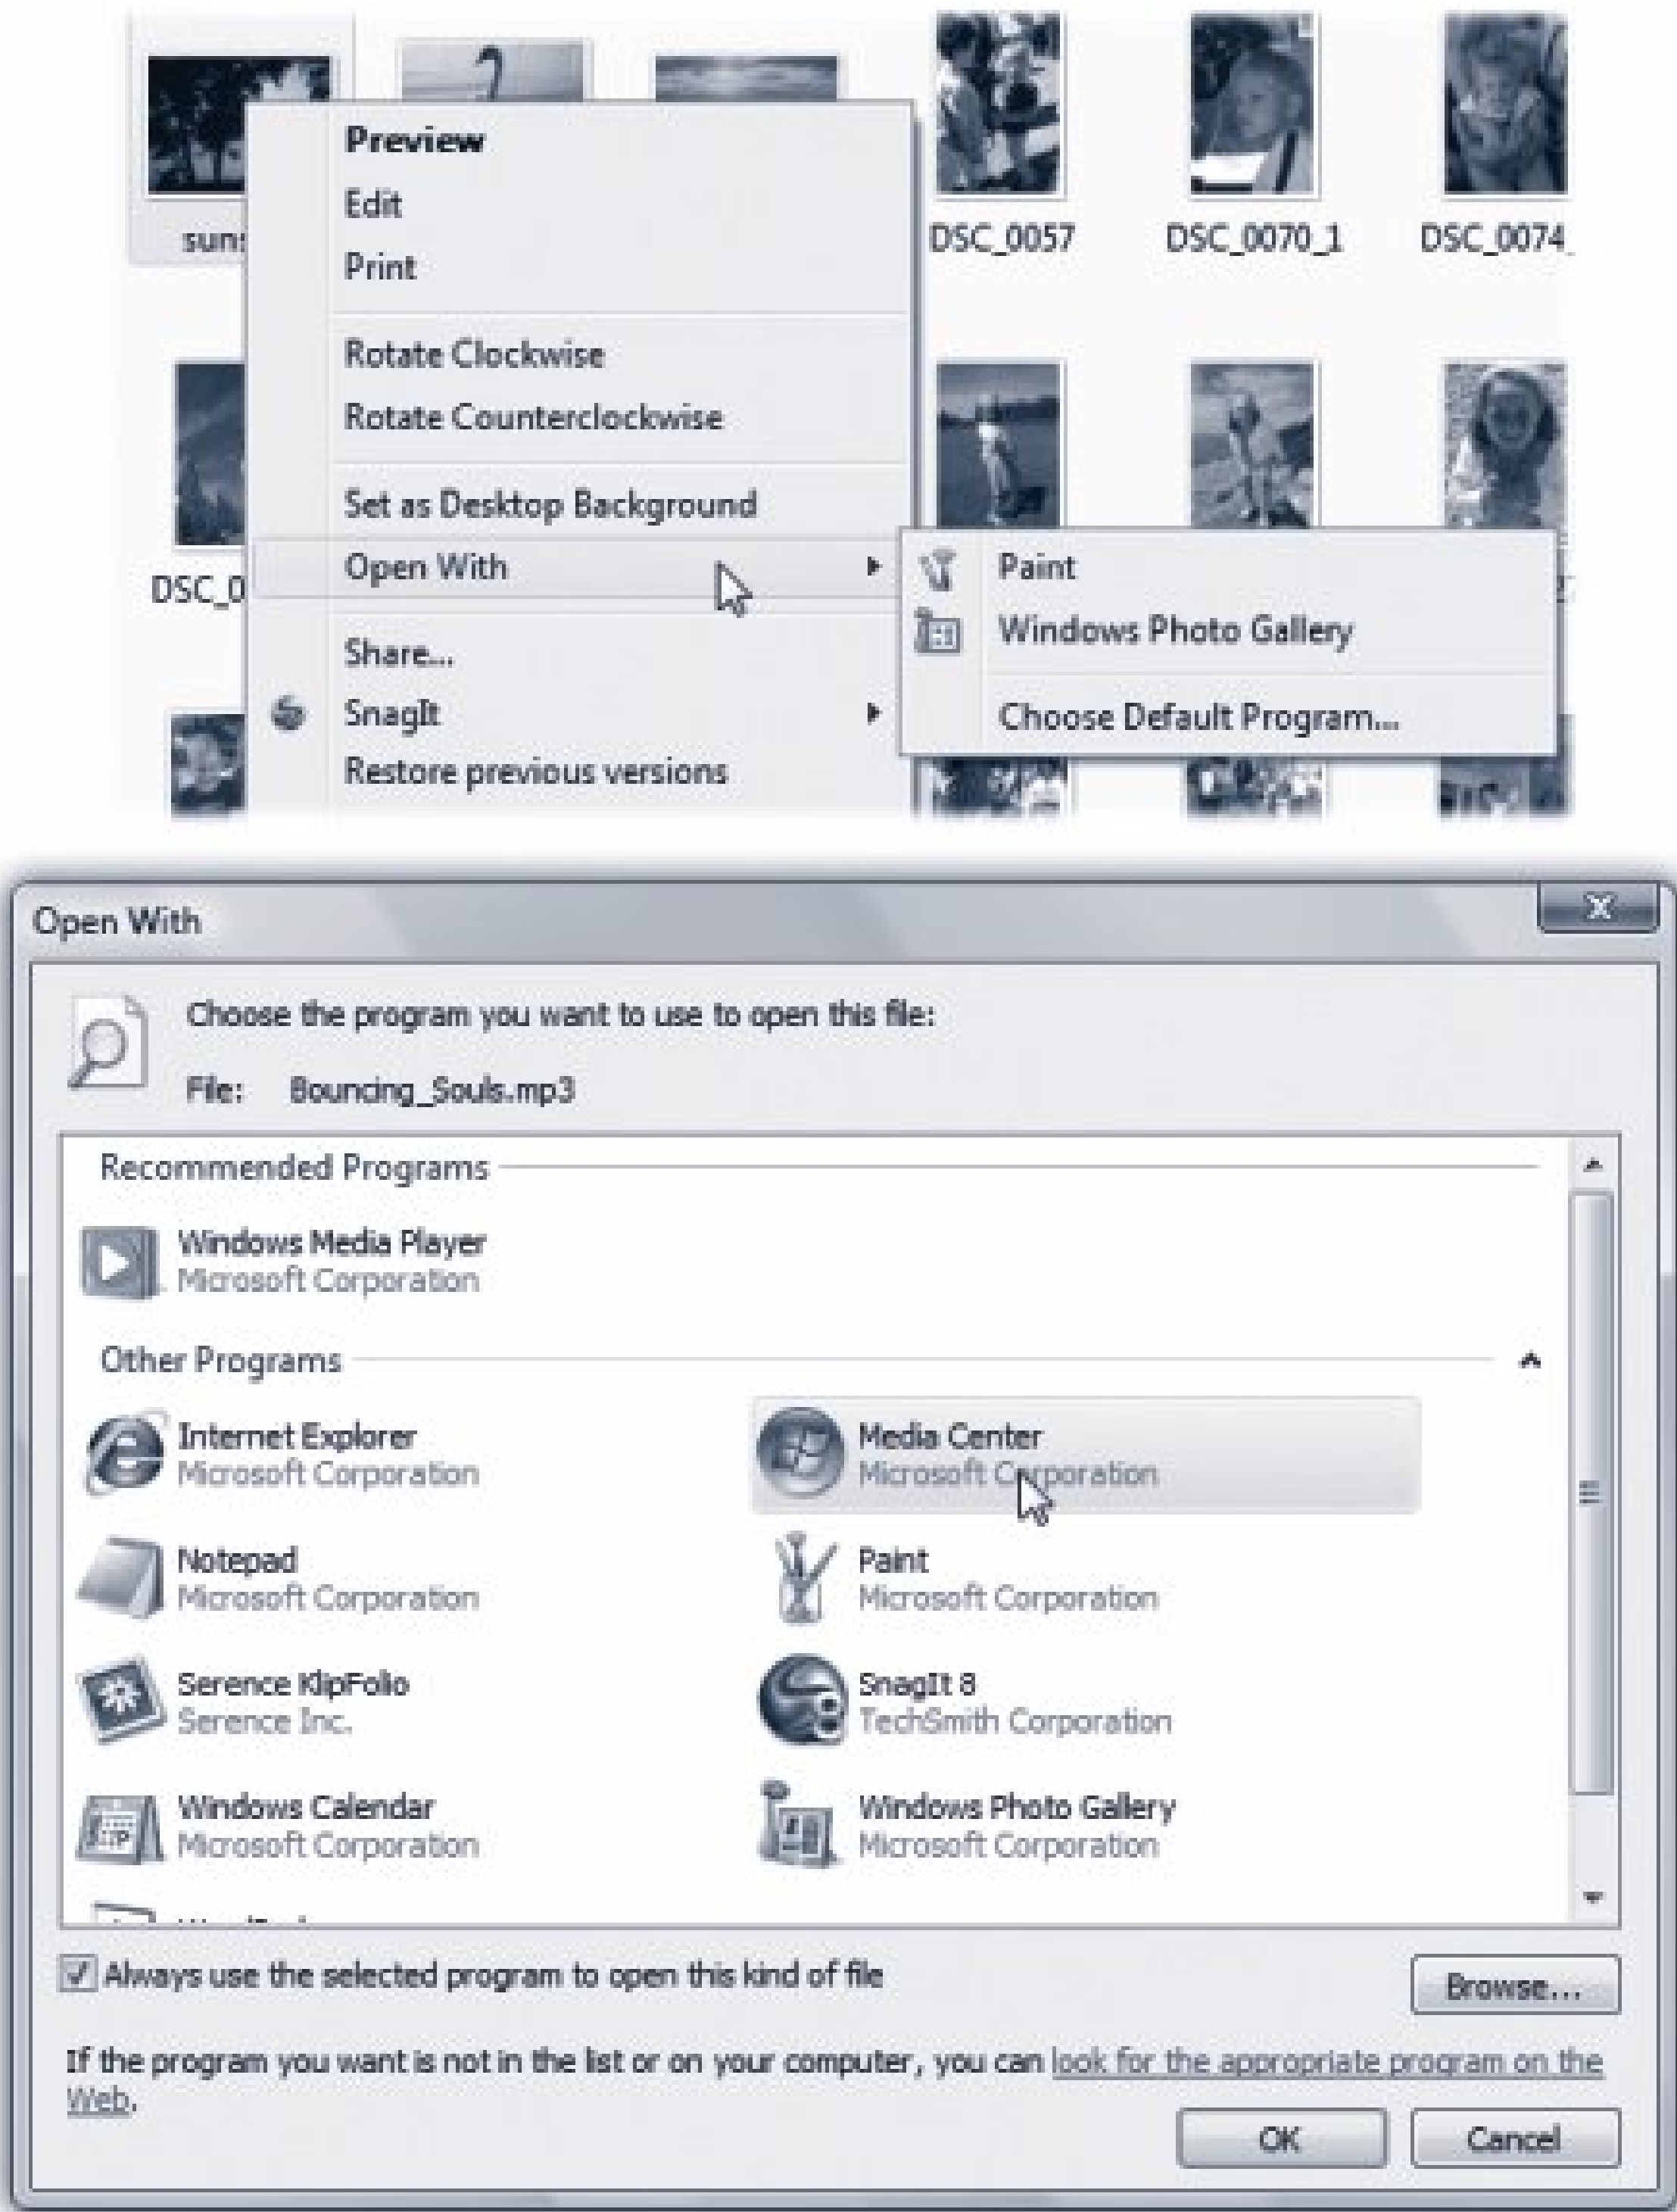 Preview
Edit
Print
DSC_0057
DSC_0070_1
DSC_0074_
Rotate Clockwise
Rotate Counterclockwise
Set as Desktop Background
Open With
Paint
Windows Photo Gallery
Choose Default Program...
Share...
SnagIt
Restore previous versions
Open With
Choose the program you want to use to open this file:
File: Bouncing_Souls.mp3
Recommended Programs
Windows Media Player
Microsoft Corporation
Other Programs
Internet Explorer
Microsoft Corporation
Media Center
Microsoft Corporation
Notepad
Microsoft Corporation
Paint
Microsoft Corporation
Serence KlipFolio
Serence Inc.
SnagIt 8
TechSmith Corporation
Windows Calendar
Microsoft Corporation
Windows Photo Gallery
Microsoft Corporation
Always use the selected program to open this kind of file
Browse...
If the program you want is not in the list or on your computer, you can look for the appropriate program on the
Web.
OK
Cancel